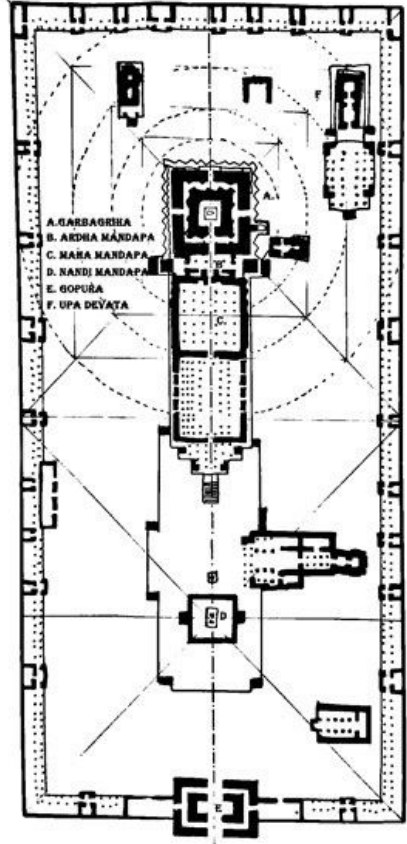 F
A.
A.GARBAGRIHA
B. ARDHA MANDAPA
C. MAHA MANDAPA
D. NANDI MANDAPA
E. GOPURA
F. UPA DEVATA
B
C.
D
E